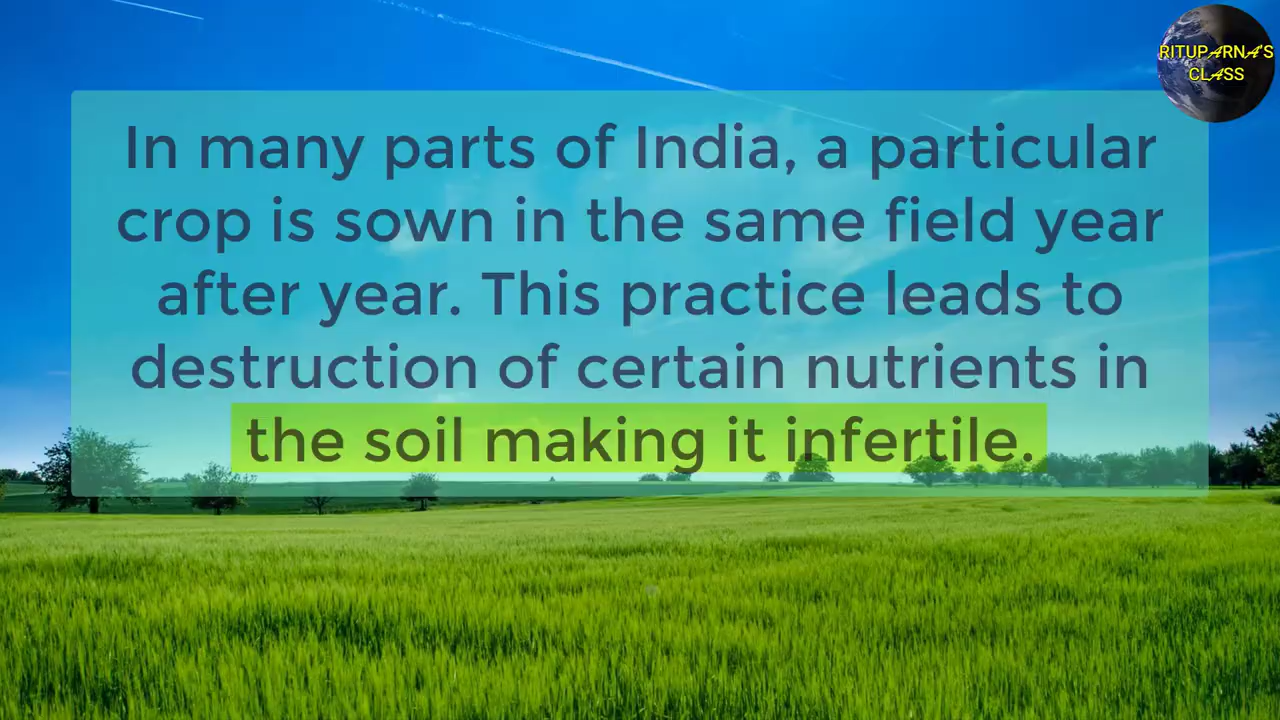 RITUPARNA'S
CLASS
In many parts of India, a particular
crop is sown in the same field year
after year. This practice leads to
destruction of certain nutrients in
the soil making it infertile.